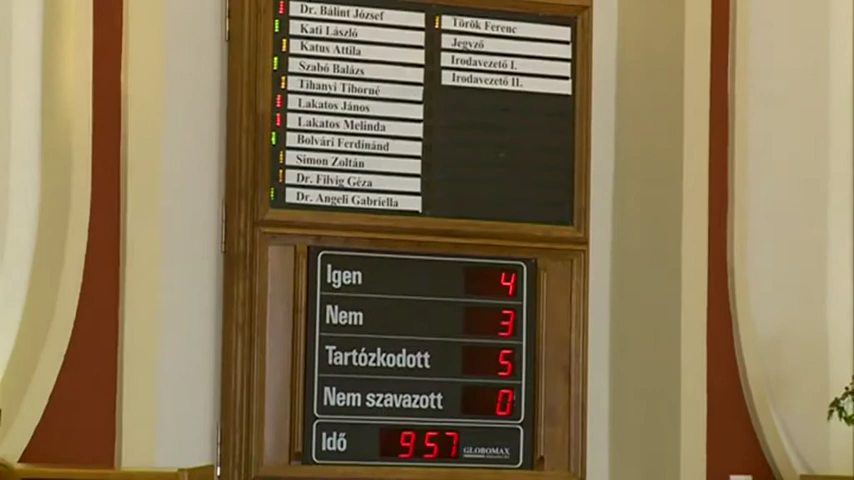 Dr. Bálint József
Kati László
Katus Attila
Szabó Balázs
Tihanyi Tiborné
Lakatos János
Lakatos Melinda
Bolvári Ferdinánd
Simon Zoltán
Dr. Filvig Géza
Dr. Angeli Gabriella
Török Ferenc
Jegyző
Irodavezető I.
Irodavezető II.
Igen 4
Nem 3
Tartózkodott 5
Nem szavazott 0
Idő 9 57
GLOBOMAX